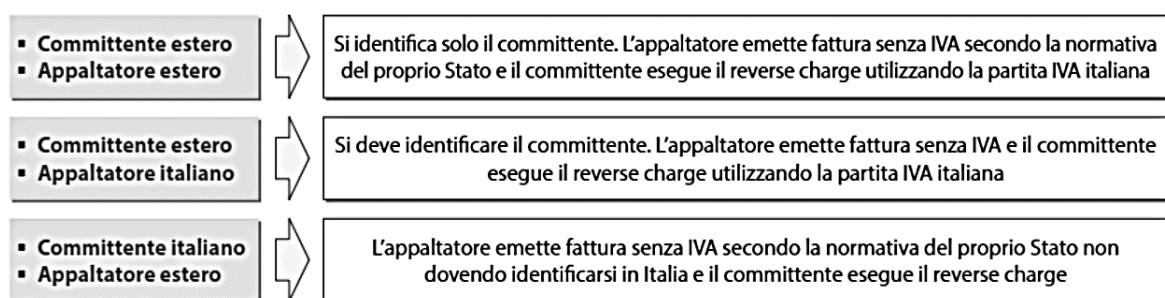 ▪ Committente estero
▪ Appaltatore estero
Si identifica solo il committente. L'appaltatore emette fattura senza IVA secondo la normativa
del proprio Stato e il committente esegue il reverse charge utilizzando la partita IVA italiana
▪ Committente estero
▪ Appaltatore italiano
Si deve identificare il committente. L'appaltatore emette fattura senza IVA e il committente
esegue il reverse charge utilizzando la partita IVA italiana
▪ Committente italiano
▪ Appaltatore estero
L'appaltatore emette fattura senza IVA secondo la normativa del proprio Stato non
dovendo identificarsi in Italia e il committente esegue il reverse charge